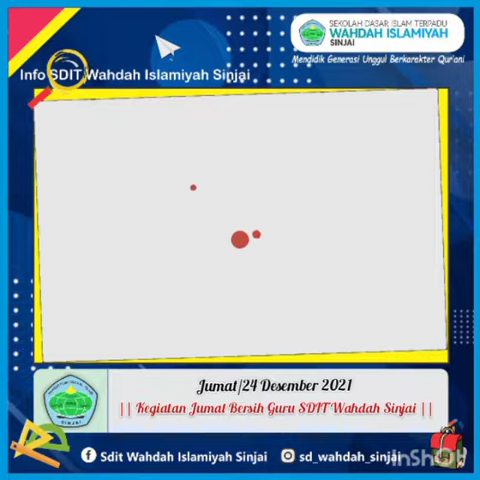 SEKOLAH DASAR ISLAM TERPADU
WAHDAH ISLAMIYAH
SINJAI
Mendidik Generasi Unggul Berkarakter Qur'ani
Info SDIT Wahdah Islamiyah Sinjai
Jumat/24 Desember 2021
|| Kegiatan Jumat Bersih Guru SDIT Wahdah Sinjai ||
SINJAI
Sdit Wahdah Islamiyah Sinjai
sd_wahdah_sinjai
InShot